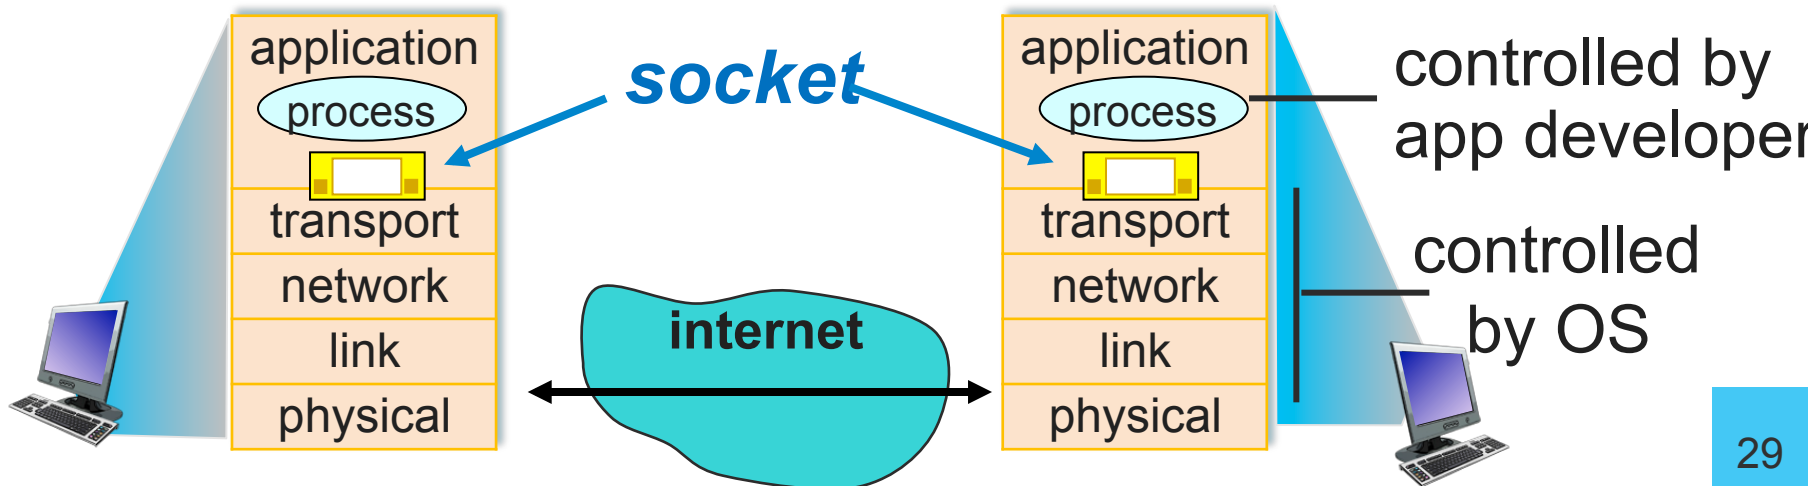 application
process
transport
network
link
physical
socket
internet
application
process
transport
network
link
physical
controlled by
app developer
controlled
by OS
29